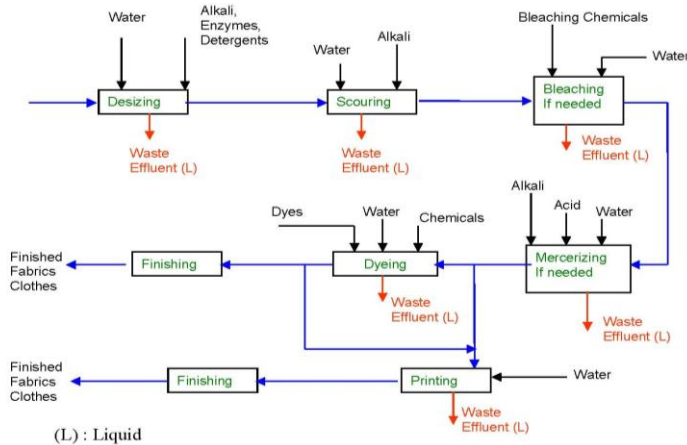 Water
Alkali,
Enzymes,
Detergents
Desizing
Waste
Effluent (L)
Water
Alkali
Scouring
Waste
Effluent (L)
Bleaching Chemicals
Water
Bleaching
If needed
Waste
Effluent (L)
Alkali
Acid
Water
Mercerizing
If needed
Waste
Effluent (L)
Dyes
Water
Chemicals
Dyeing
Waste
Effluent (L)
Finishing
Finished
Fabrics
Clothes
Water
Printing
Waste
Effluent (L)
Finishing
Finished
Fabrics
Clothes
(L) : Liquid